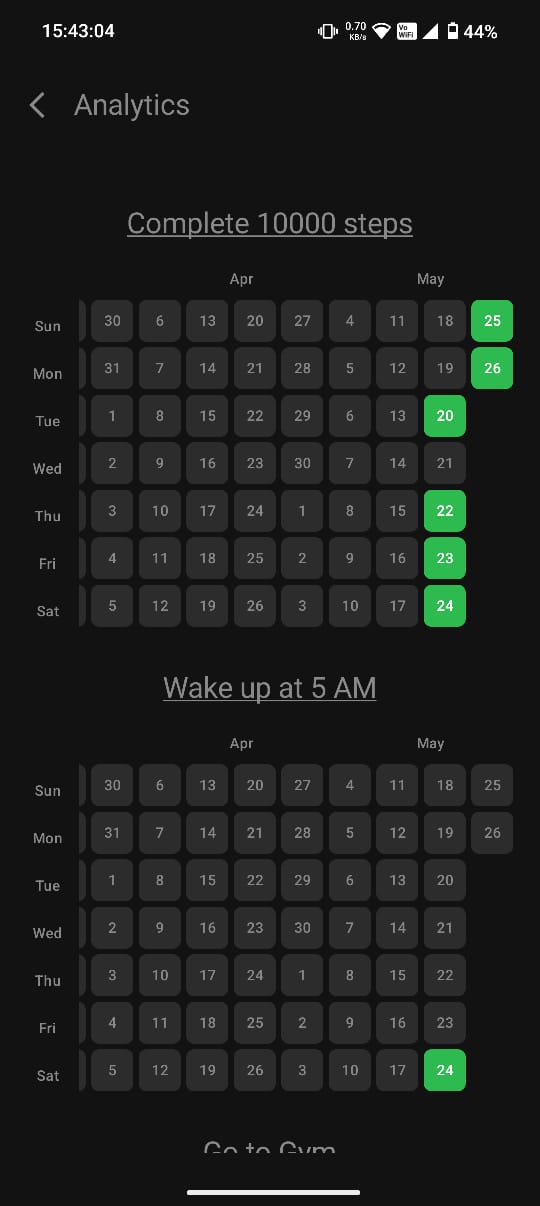 15:43:04 0.70 KB/s Vo WiFi 44%
Analytics
Complete 10000 steps
Apr May
Sun 30 6 13 20 27 4 11 18 25
Mon 31 7 14 21 28 5 12 19 26
Tue 1 8 15 22 29 6 13 20
Wed 2 9 16 23 30 7 14 21
Thu 3 10 17 24 1 8 15 22
Fri 4 11 18 25 2 9 16 23
Sat 5 12 19 26 3 10 17 24
Wake up at 5 AM
Apr May
Sun 30 6 13 20 27 4 11 18 25
Mon 31 7 14 21 28 5 12 19 26
Tue 1 8 15 22 29 6 13 20
Wed 2 9 16 23 30 7 14 21
Thu 3 10 17 24 1 8 15 22
Fri 4 11 18 25 2 9 16 23
Sat 5 12 19 26 3 10 17 24
Go to Gym